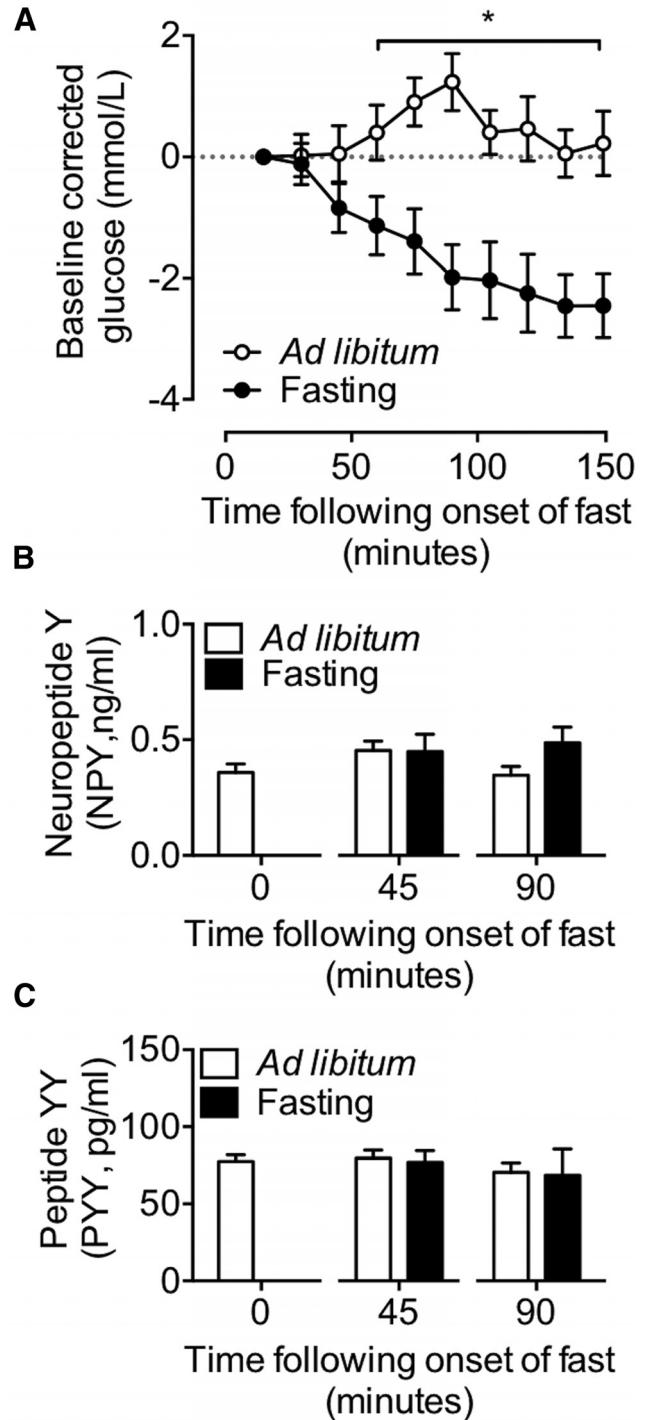 A
*
2
0
-2
-4
Baseline corrected
glucose (mmol/L)
Ad libitum
Fasting
0 50 100 150
Time following onset of fast
(minutes)
B
1.0
0.5
0.0
Neuropeptide Y
(NPY,ng/ml)
Ad libitum
Fasting
0 45 90
Time following onset of fast
(minutes)
C
150
100
50
0
Peptide YY
(PYY, pg/ml)
Ad libitum
Fasting
0 45 90
Time following onset of fast
(minutes)